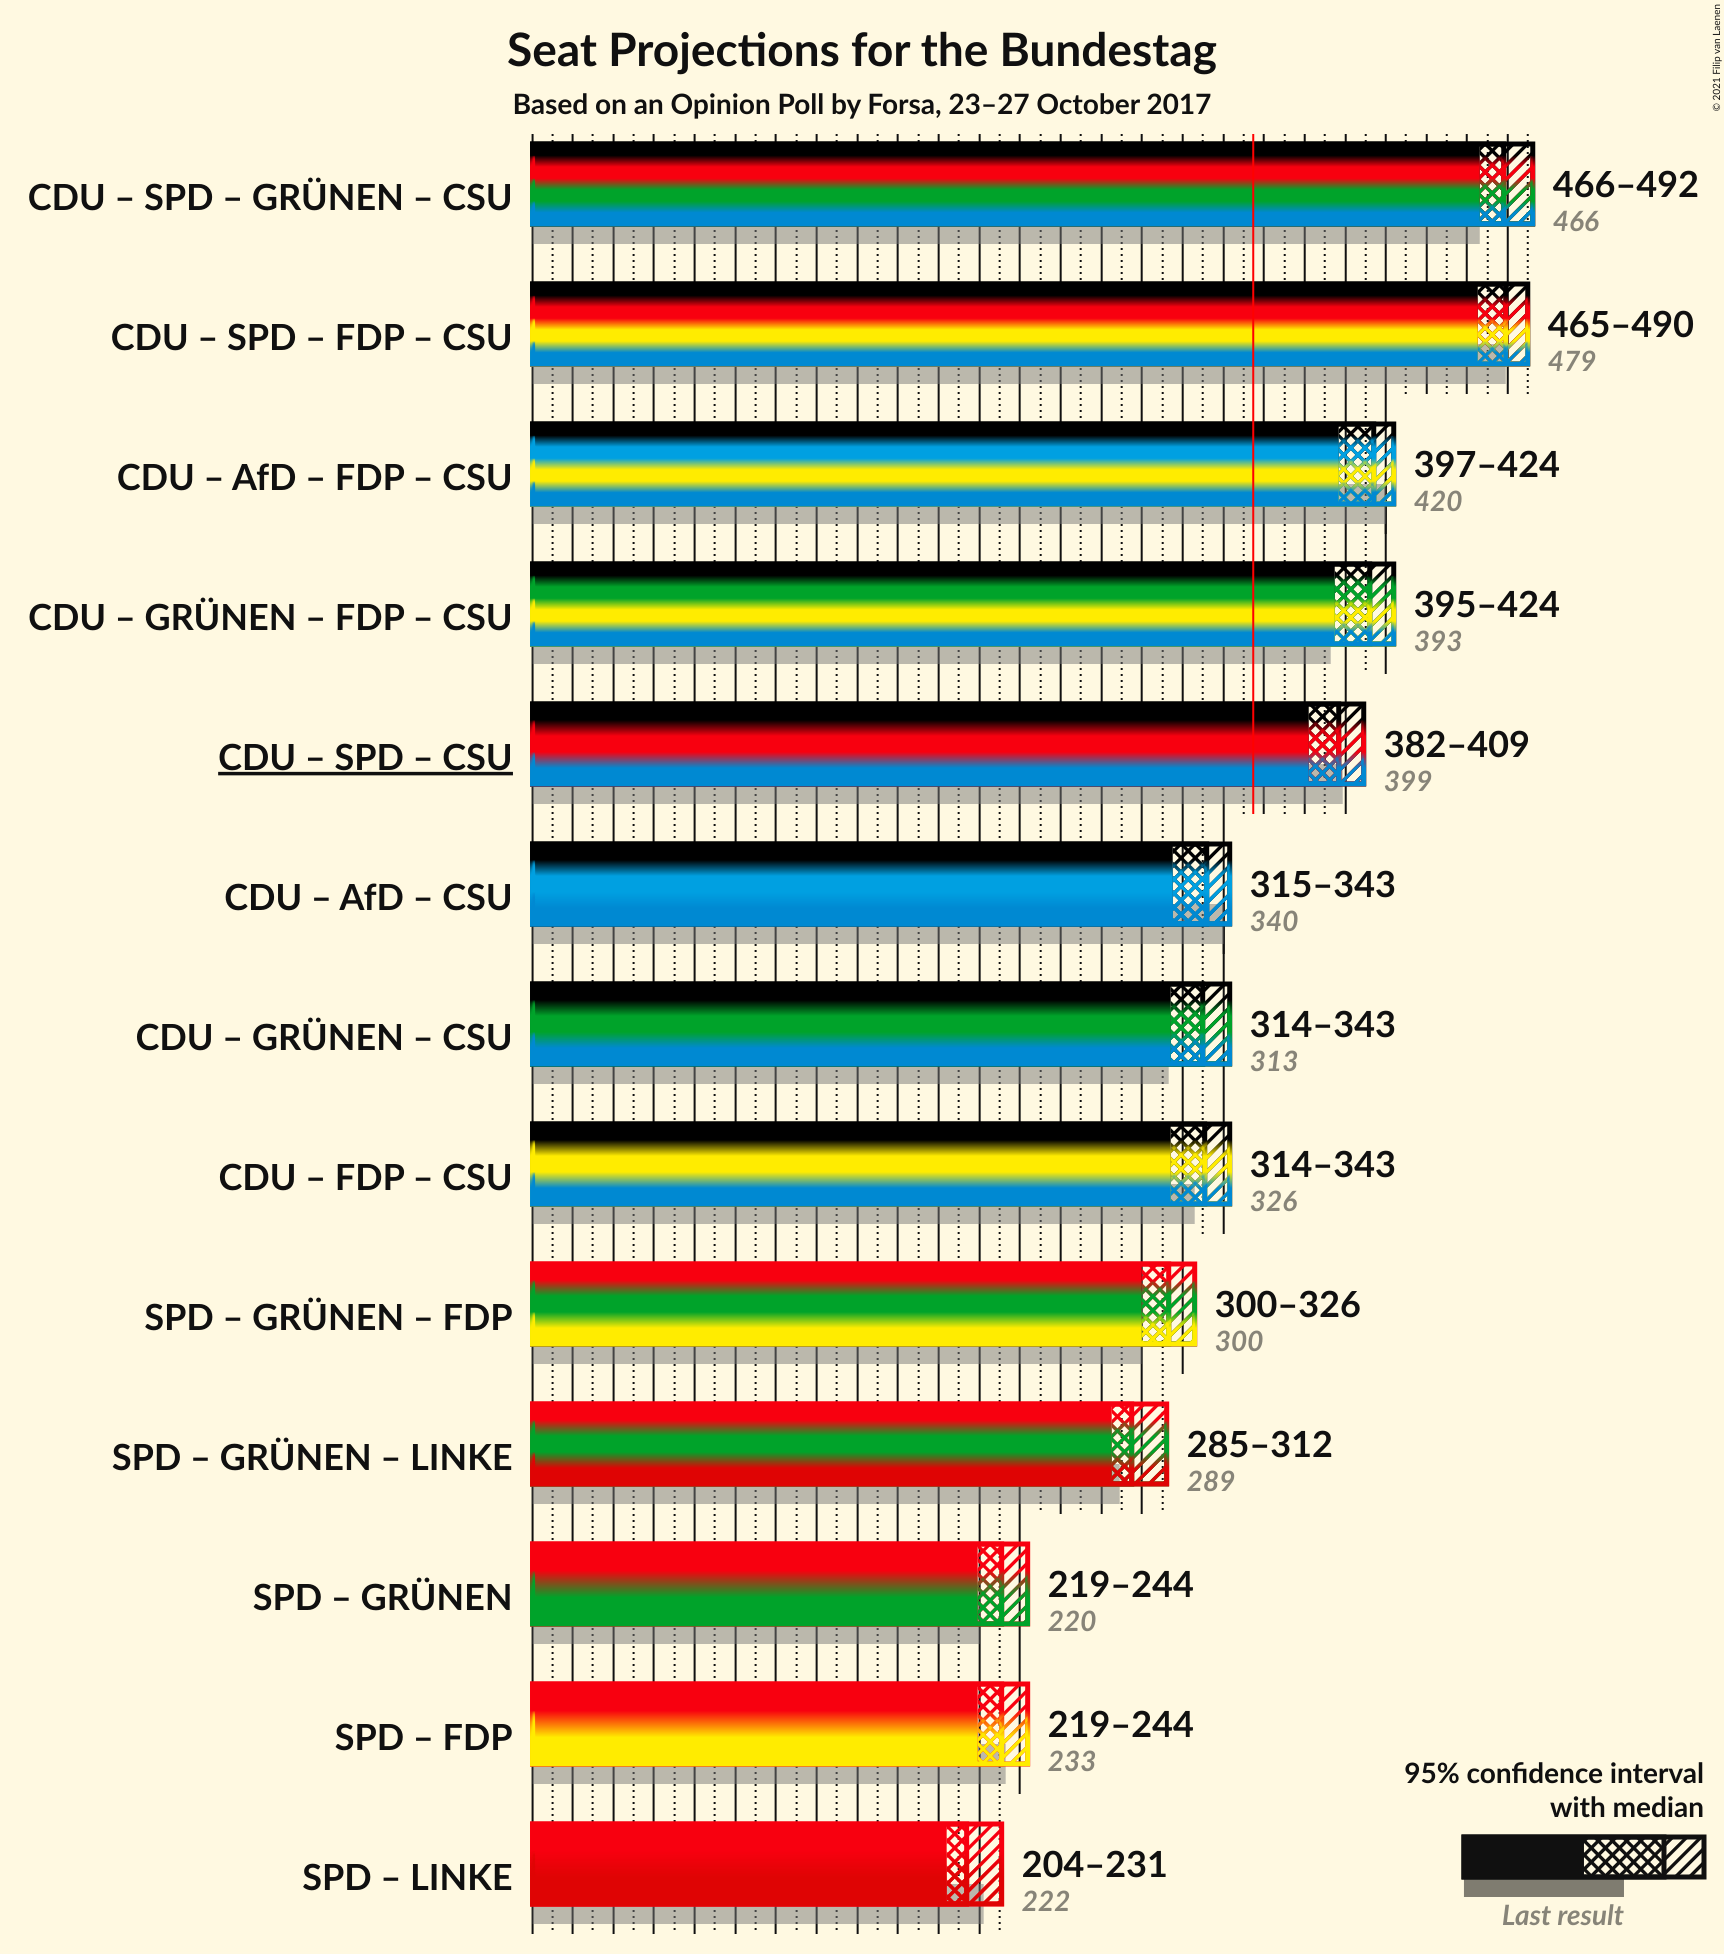 Seat Projections for the Bundestag
Based on an Opinion Poll by Forsa, 23–27 October 2017
© 2021 Filip van Laenen
CDU – SPD – GRÜNEN – CSU
466–492
466
CDU – SPD – FDP – CSU
465–490
479
CDU – AfD – FDP – CSU
397–424
420
CDU – GRÜNEN – FDP – CSU
395–424
393
CDU – SPD – CSU
382–409
399
CDU – AfD – CSU
315–343
340
CDU – GRÜNEN – CSU
314–343
313
CDU – FDP – CSU
314–343
326
SPD – GRÜNEN – FDP
300–326
300
SPD – GRÜNEN – LINKE
285–312
289
SPD – GRÜNEN
219–244
220
SPD – FDP
219–244
233
SPD – LINKE
204–231
222
95% confidence interval
with median
Last result